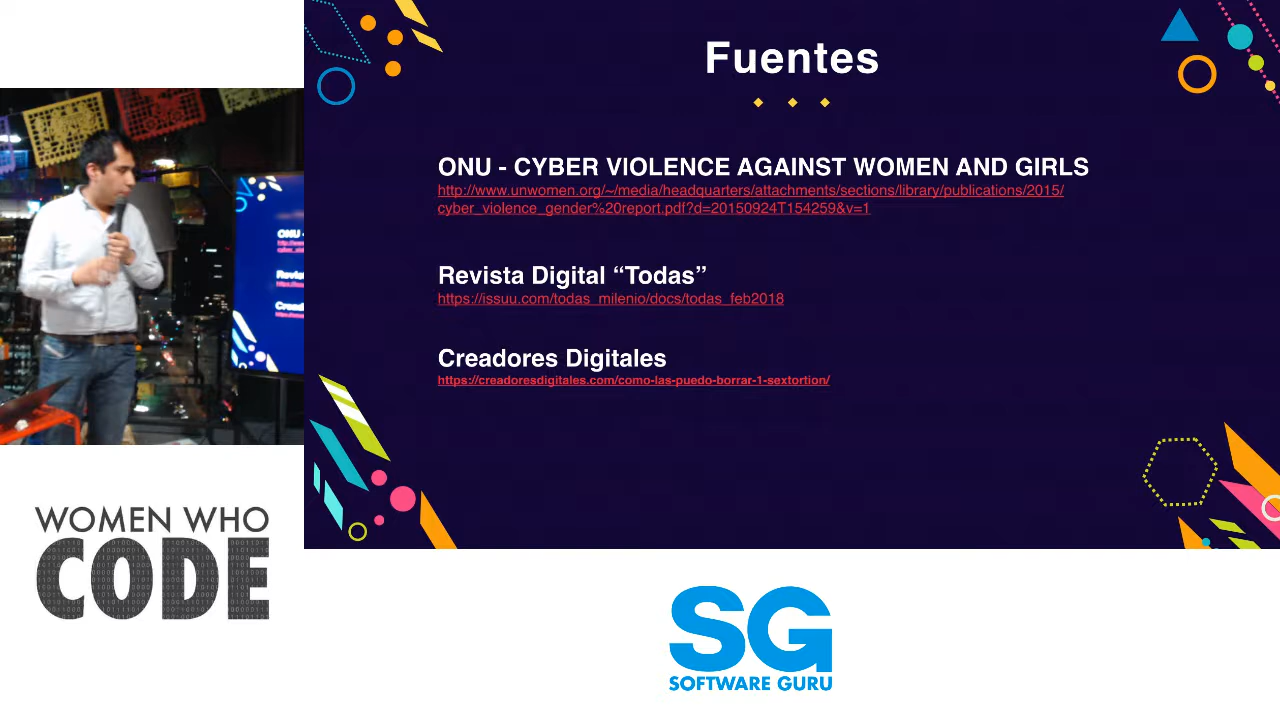 Fuentes
ONU - CYBER VIOLENCE AGAINST WOMEN AND GIRLS
http://www.unwomen.org/~/media/headquarters/attachments/sections/library/publications/2015/
cyber_violence_gender%20report.pdf?d=20150924T154259&v=1
Revista Digital “Todas”
https://issuu.com/todas_milenio/docs/todas_feb2018
Creadores Digitales
https://creadoresdigitales.com/como-las-puedo-borrar-1-sextortion/
WOMEN WHO
CODE
SG
SOFTWARE GURU